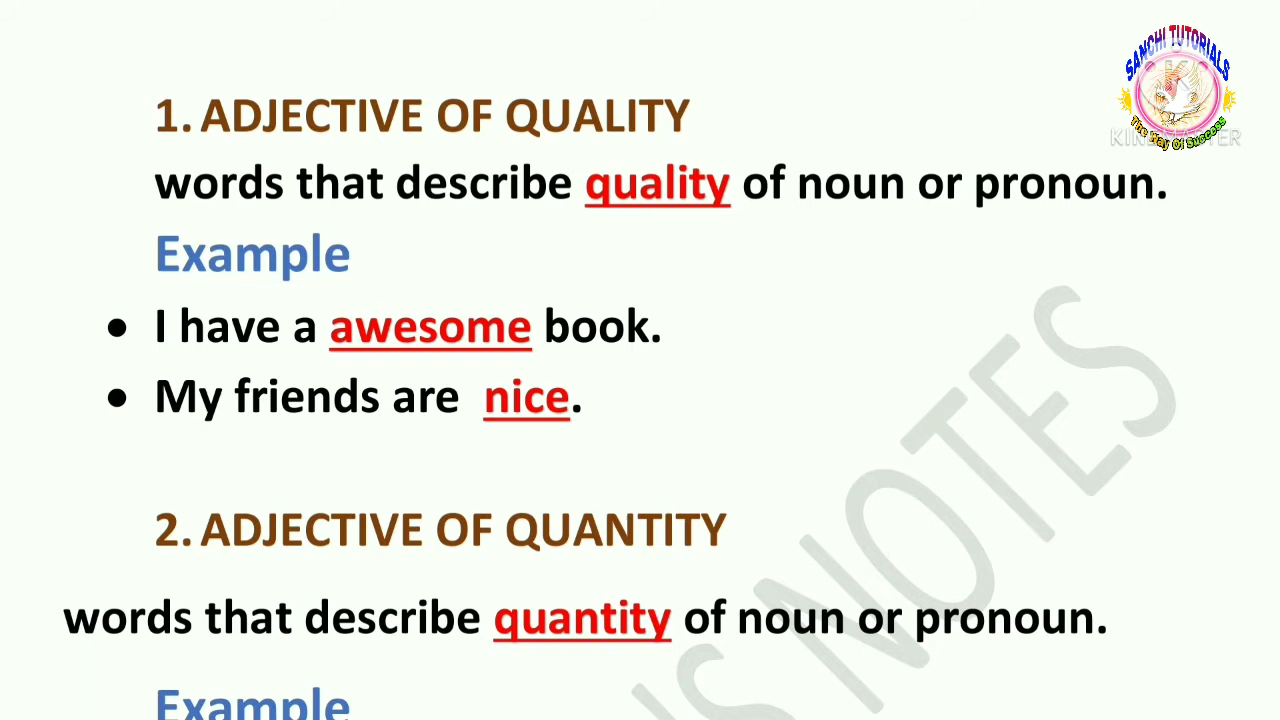 SANCHI TUTORIALS
The Way Of Success
KINEMASTER
1. ADJECTIVE OF QUALITY
words that describe quality of noun or pronoun.
Example
• I have a awesome book.
• My friends are nice.
2. ADJECTIVE OF QUANTITY
words that describe quantity of noun or pronoun.
Example
NOTES